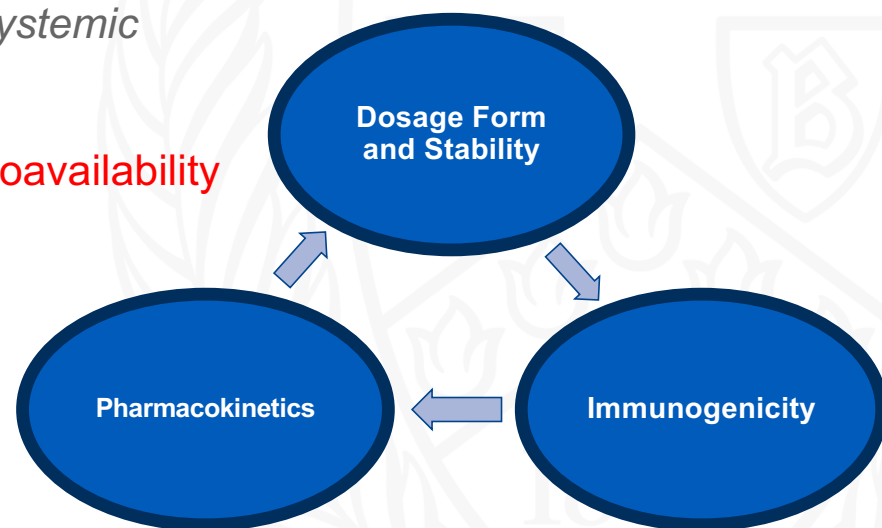 ystemic
Dosage Form
and Stability
oavailability
Pharmacokinetics
Immunogenicity